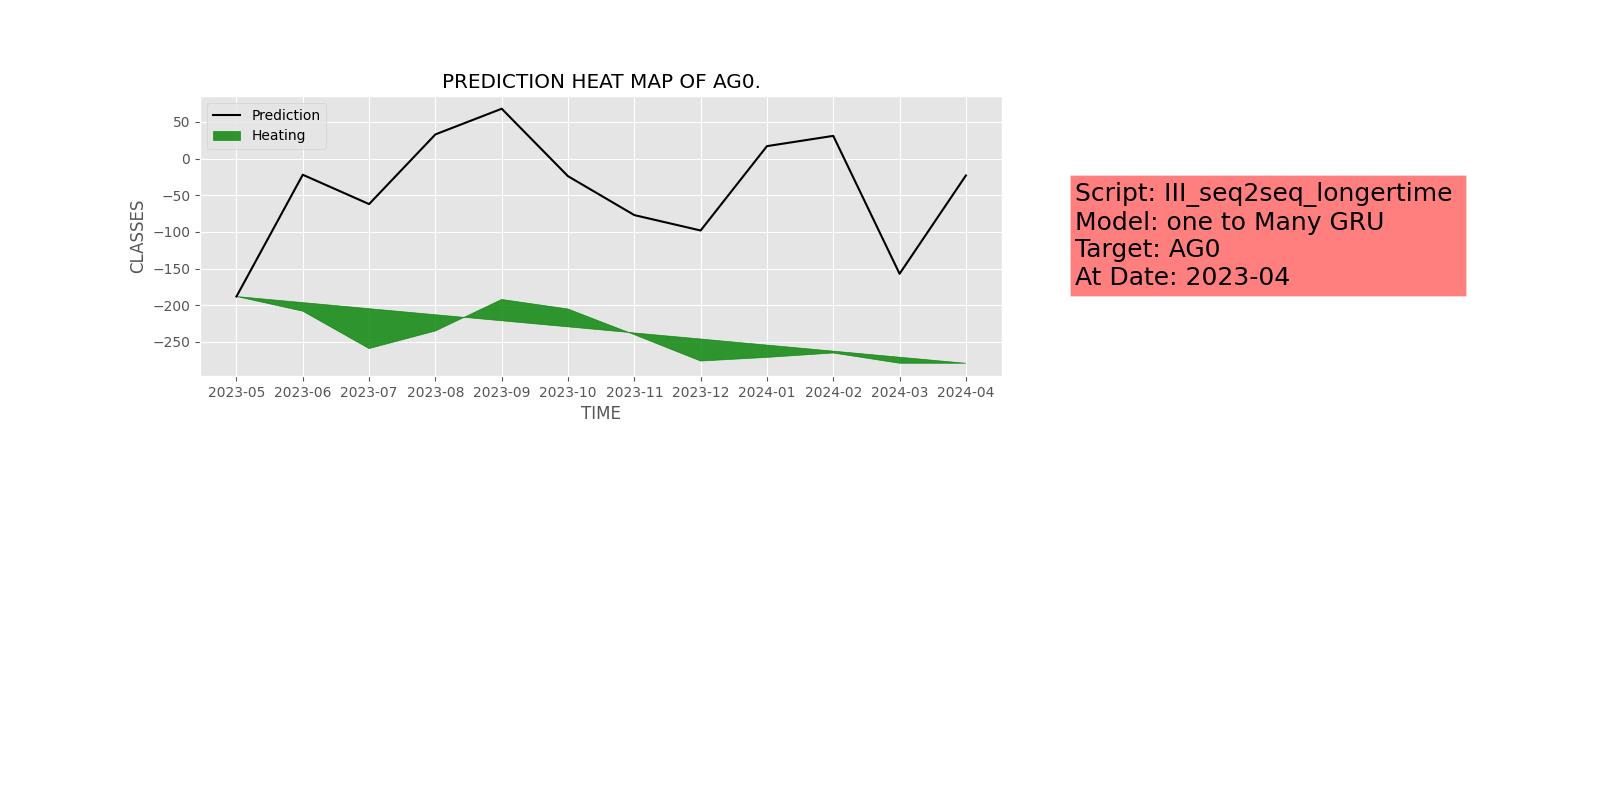 PREDICTION HEAT MAP OF AG0.
Prediction
Heating
50
0
−50
−100
−150
−200
−250
CLASSES
2023-05 2023-06 2023-07 2023-08 2023-09 2023-10 2023-11 2023-12 2024-01 2024-02 2024-03 2024-04
TIME
Script: III_seq2seq_longertime
Model: one to Many GRU
Target: AG0
At Date: 2023-04